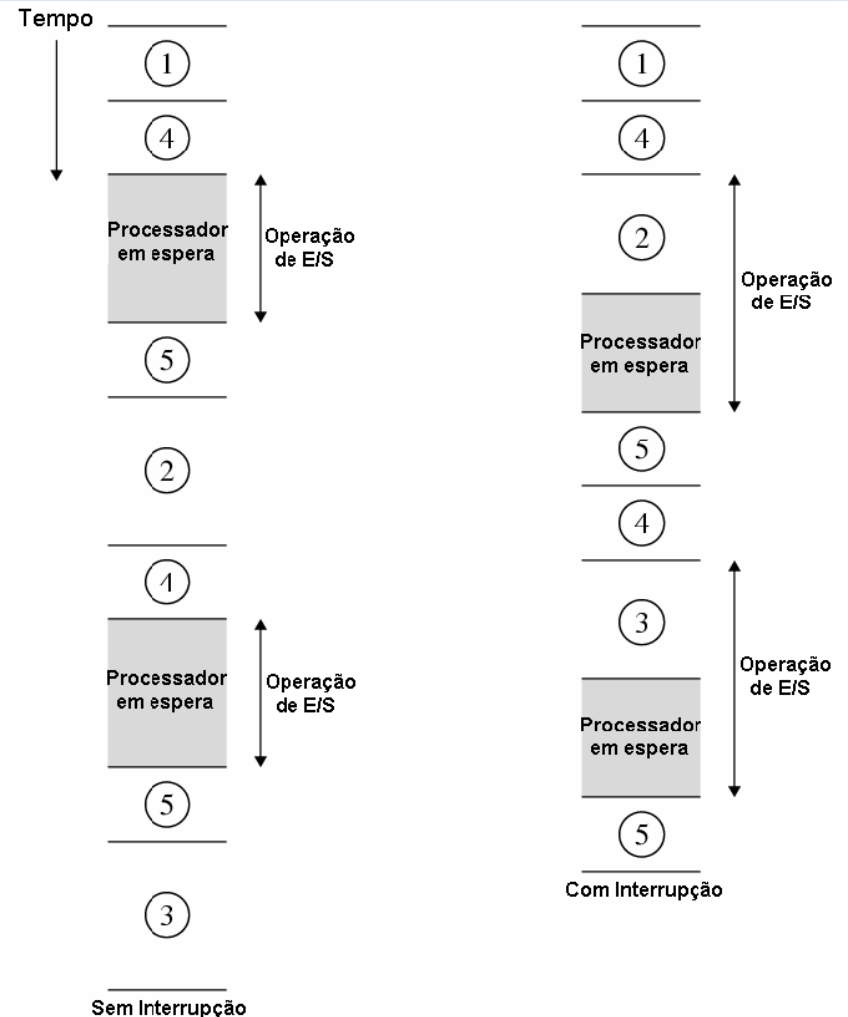 Tempo
1
4
Processador
em espera
Operação
de E/S
5
2
4
Processador
em espera
Operação
de E/S
5
3
Sem Interrupção
1
4
2
Operação
de E/S
Processador
em espera
5
4
3
Operação
de E/S
Processador
em espera
5
Com Interrupção